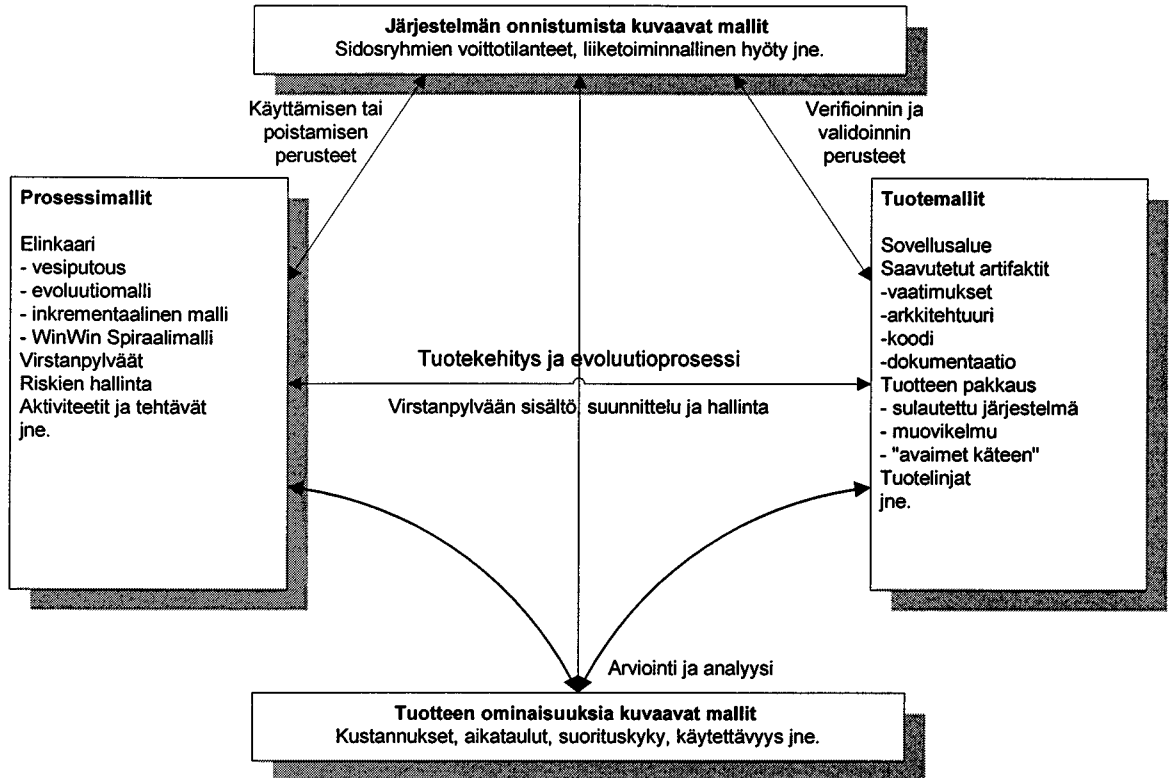 Järjestelmän onnistumista kuvaavat mallit
Sidosryhmien voittotilanteet, liiketoiminnallinen hyöty jne.
Käyttämisen tai
poistamisen
perusteet
Verifioinnin ja
validoinnin
perusteet
Prosessimallit
Elinkaari
- vesiputous
- evoluutiomalli
- inkrementaalinen malli
- WinWin Spiraalimalli
Virstanpylväät
Riskien hallinta
Aktiviteetit ja tehtävät
jne.
Tuotekehitys ja evoluutioprosessi
Virstanpylvään sisältö, suunnittelu ja hallinta
Tuotemallit
Sovellusalue
Saavutetut artifaktit
-vaatimukset
-arkkitehtuuri
-koodi
-dokumentaatio
Tuotteen pakkaus
- sulautettu järjestelmä
- muovikelmu
- "avaimet käteen"
Tuotelinjat
jne.
Arviointi ja analyysi
Tuotteen ominaisuuksia kuvaavat mallit
Kustannukset, aikataulut, suorituskyky, käytettävyys jne.